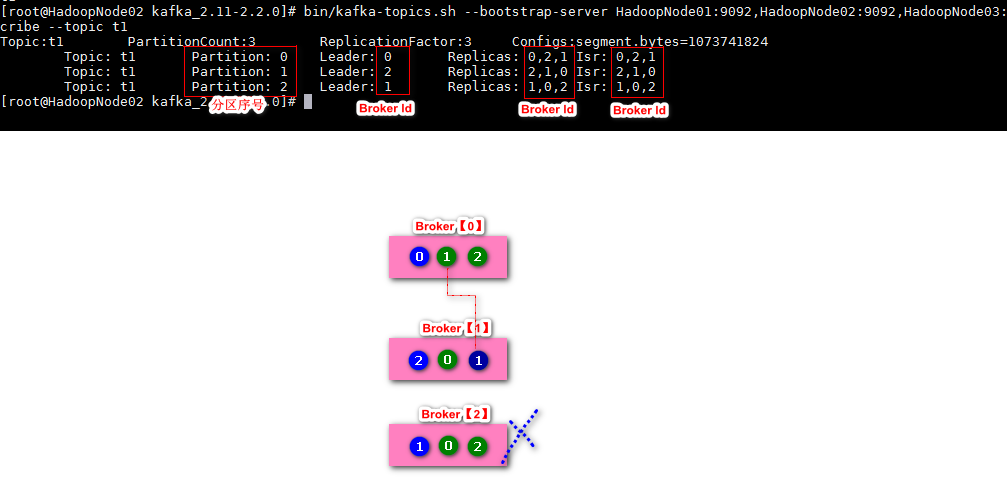 [root@HadoopNode02 kafka_2.11-2.2.0]# bin/kafka-topics.sh --bootstrap-server HadoopNode01:9092,HadoopNode02:9092,HadoopNode03:
cribe --topic t1
Topic:t1 PartitionCount:3 ReplicationFactor:3 Configs:segment.bytes=1073741824
Topic: t1 Partition: 0 Leader: 0 Replicas: 0,2,1 Isr: 0,2,1
Topic: t1 Partition: 1 Leader: 2 Replicas: 2,1,0 Isr: 2,1,0
Topic: t1 Partition: 2 Leader: 1 Replicas: 1,0,2 Isr: 1,0,2
[root@HadoopNode02 kafka_2. .0]#
分区序号 Broker Id Broker Id Broker Id
Broker【0】
0 1 2
Broker【1】
2 0 1
Broker【2】
1 0 2